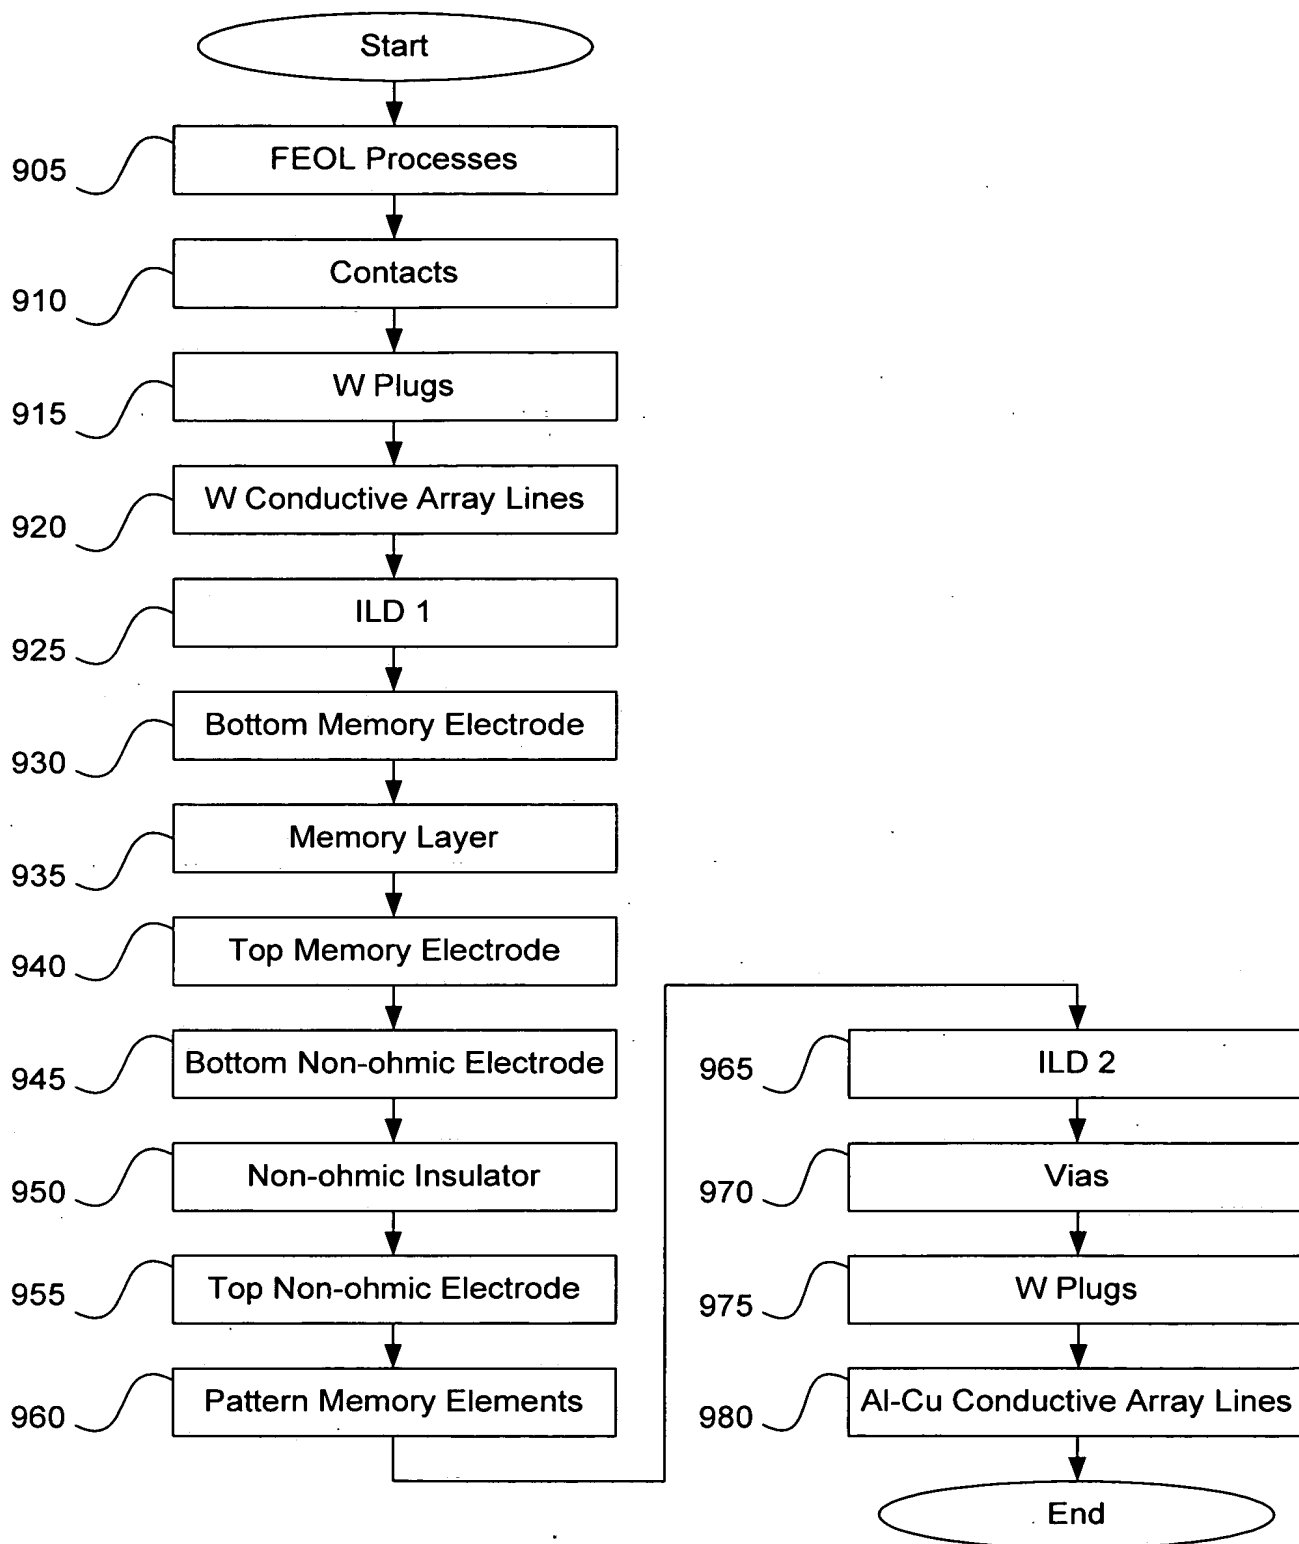 Start
905
FEOL Processes
910
Contacts
915
W Plugs
920
W Conductive Array Lines
925
ILD 1
930
Bottom Memory Electrode
935
Memory Layer
940
Top Memory Electrode
945
Bottom Non-ohmic Electrode
950
Non-ohmic Insulator
955
Top Non-ohmic Electrode
960
Pattern Memory Elements
965
ILD 2
970
Vias
975
W Plugs
980
Al-Cu Conductive Array Lines
End